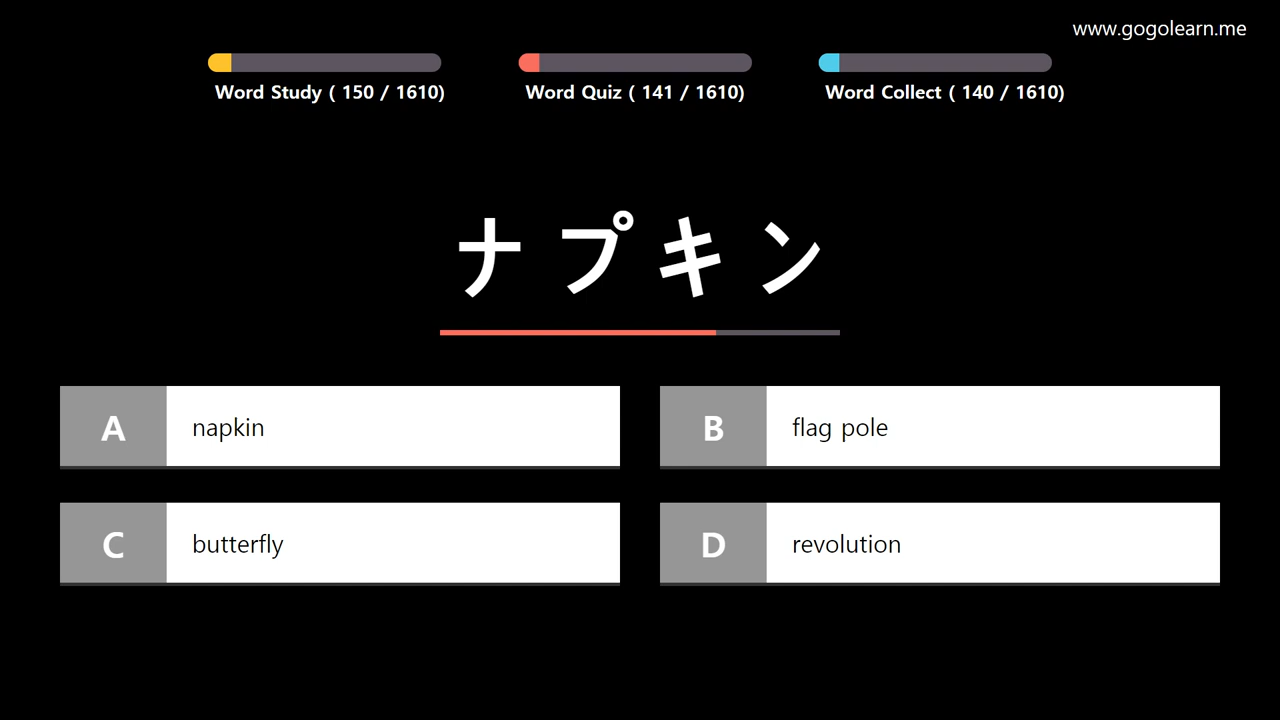 www.gogolearn.me
Word Study ( 150 / 1610)
Word Quiz ( 141 / 1610)
Word Collect ( 140 / 1610)
ナプキン
A napkin
B flag pole
C butterfly
D revolution